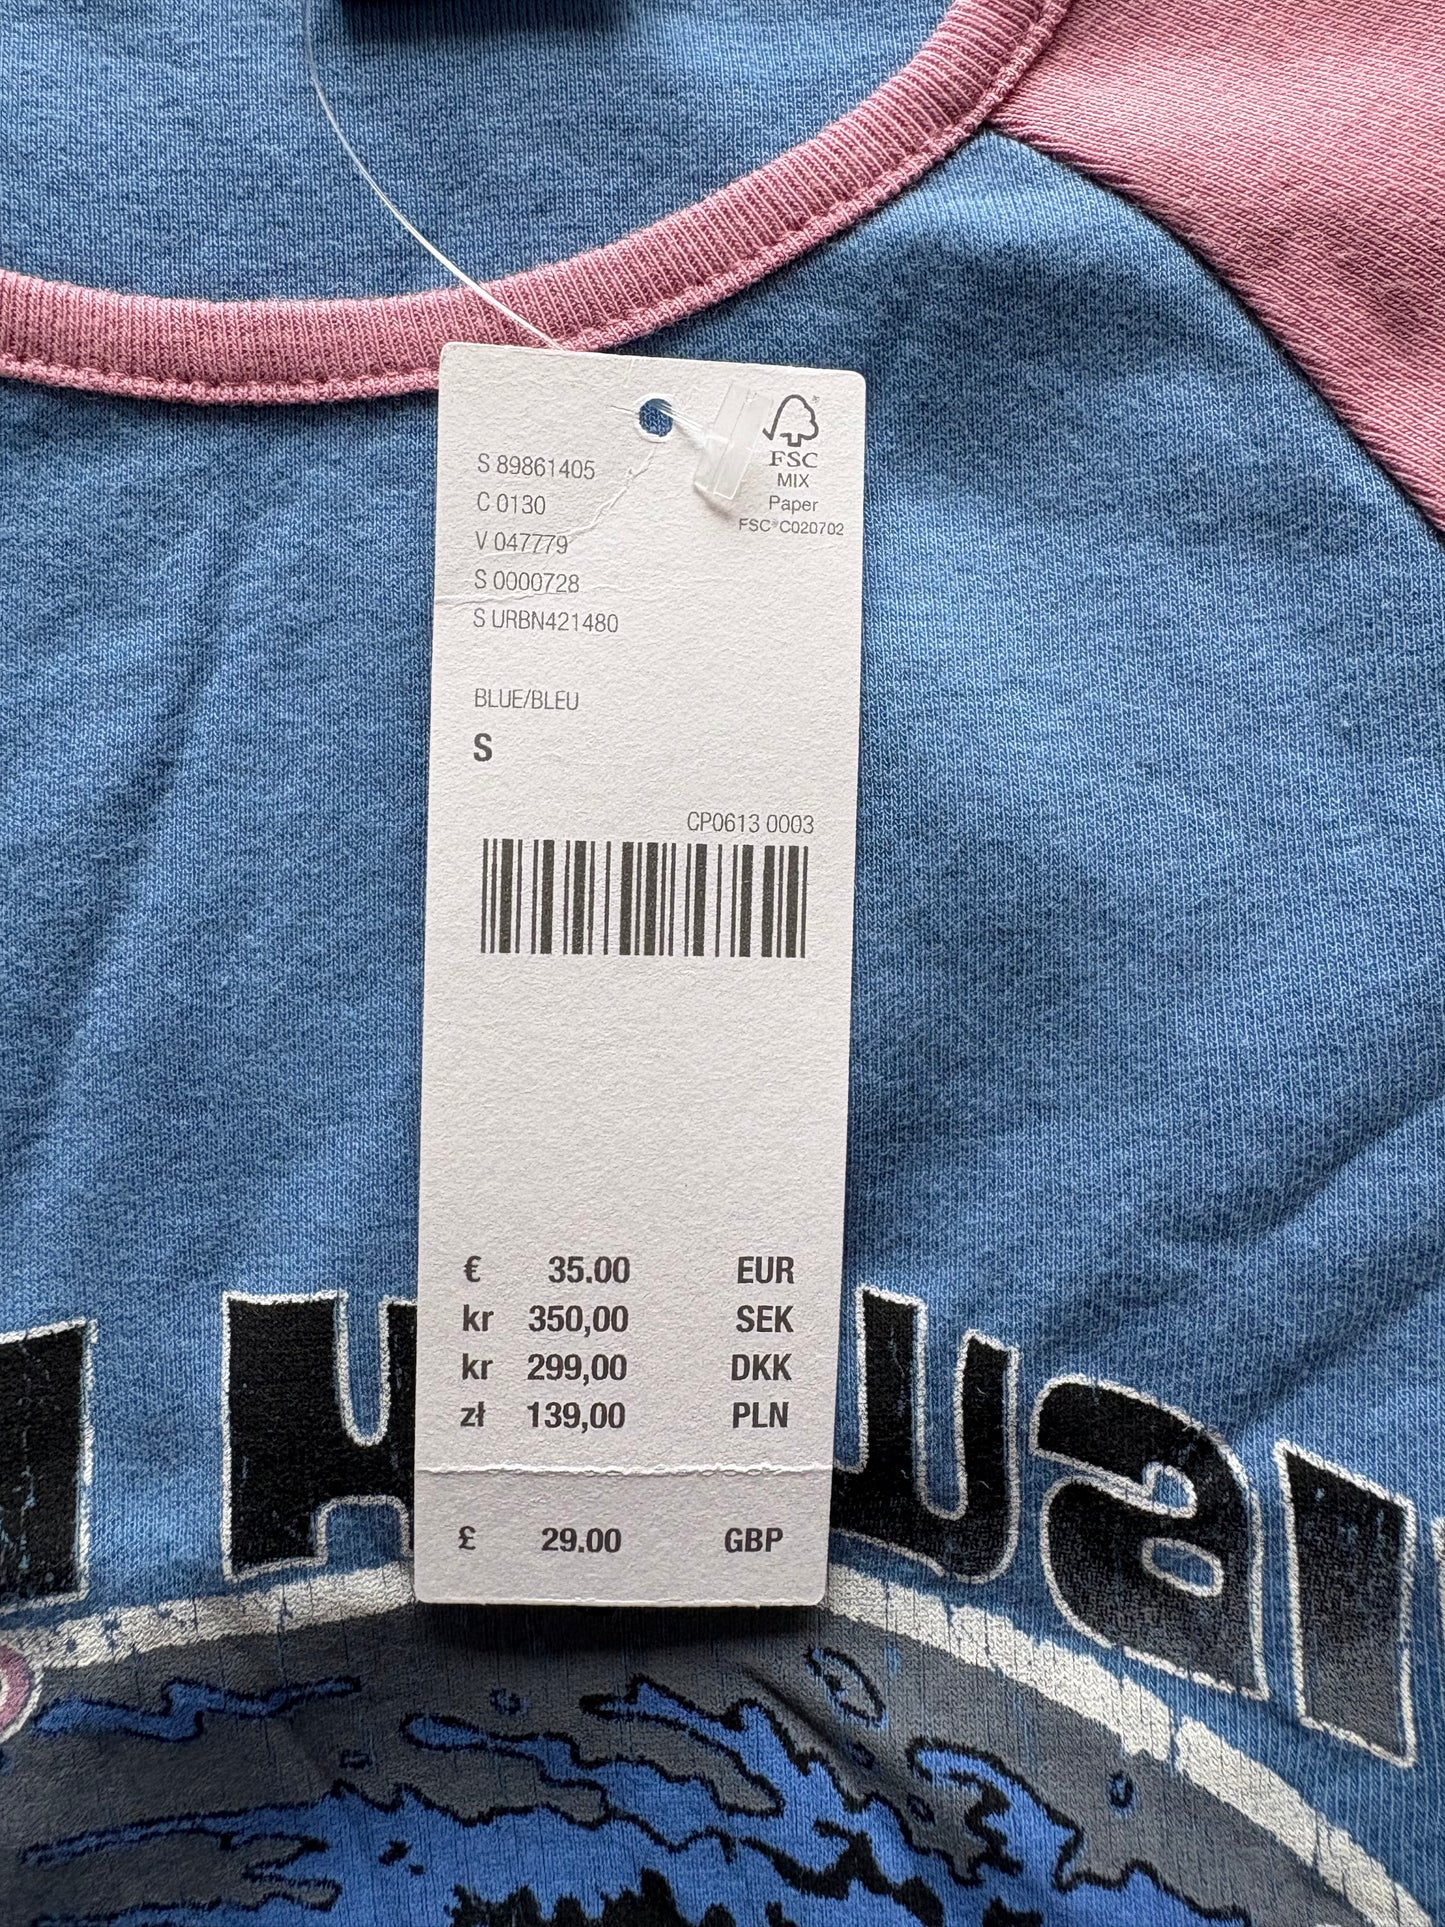 FSC
MIX
Paper
FSC® C020702
S 89861405
C 0130
V 047779
S 0000728
S URBN421480
BLUE/BLEU
S
CP0613 0003
€ 35.00 EUR
kr 350,00 SEK
kr 299,00 DKK
zł 139,00 PLN
£ 29.00 GBP